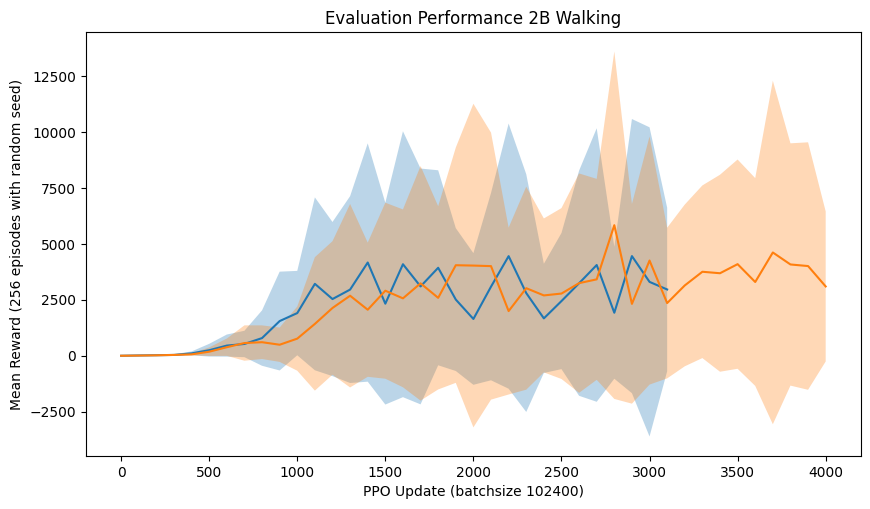 Evaluation Performance 2B Walking
Mean Reward (256 episodes with random seed)
12500
10000
7500
5000
2500
0
−2500
0 500 1000 1500 2000 2500 3000 3500 4000
PPO Update (batchsize 102400)